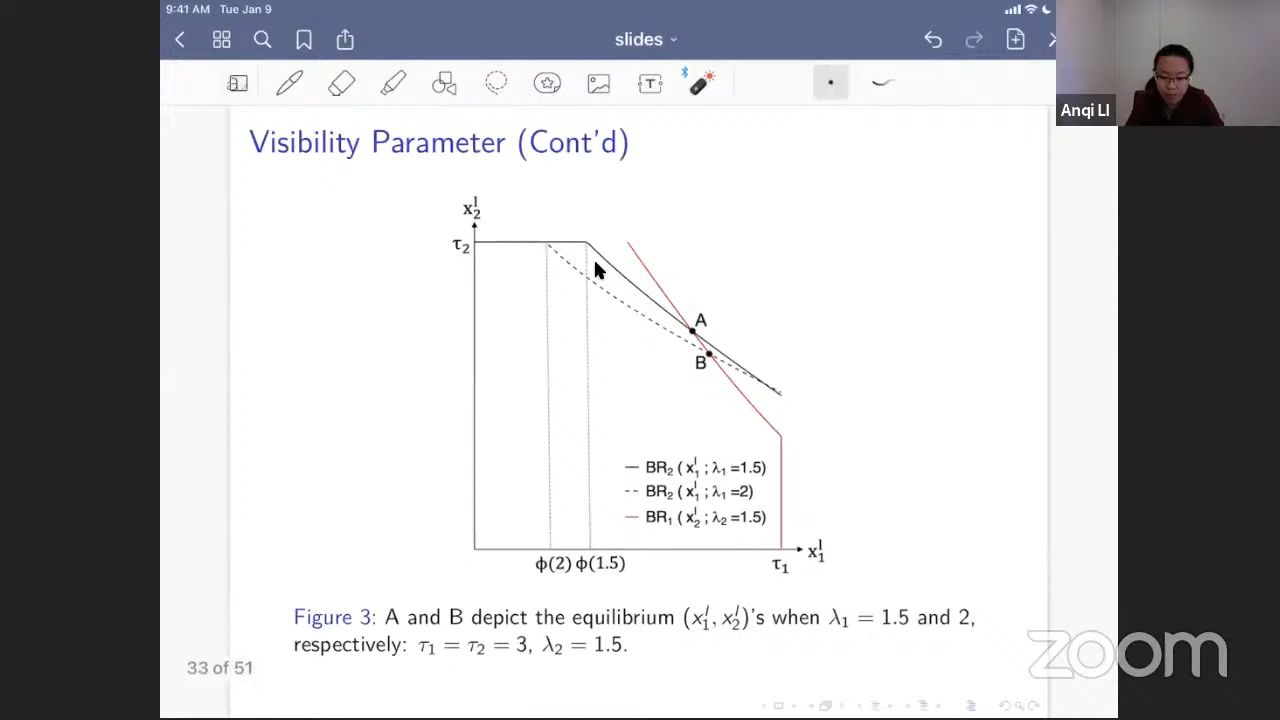 9:41 AM Tue Jan 9
slides
Anqi LI
Visibility Parameter (Cont'd)
x₂ˡ
τ₂
A
B
— BR₂ ( x₁ˡ ; λ₁ =1.5)
-- BR₂ ( x₁ˡ ; λ₁ =2)
— BR₁ ( x₂ˡ ; λ₂ =1.5)
ϕ(2) ϕ(1.5)
τ₁
x₁ˡ
Figure 3: A and B depict the equilibrium (x₁ˡ, x₂ˡ)'s when λ₁ = 1.5 and 2,
respectively: τ₁ = τ₂ = 3, λ₂ = 1.5.
33 of 51
zoom